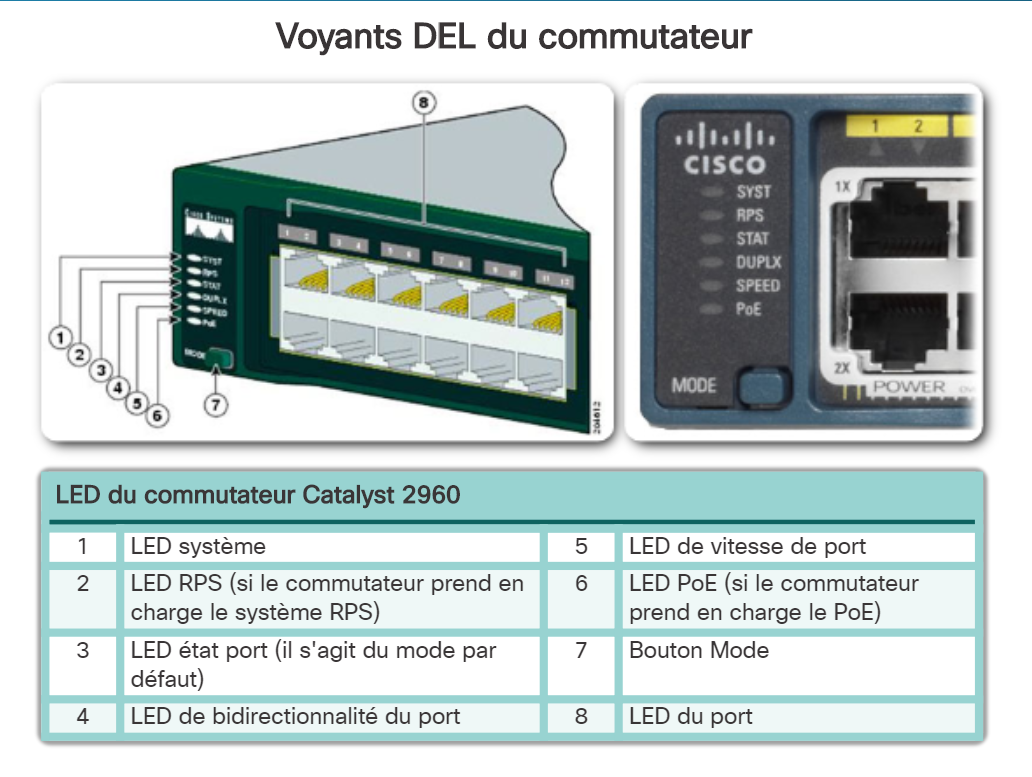 Voyants DEL du commutateur
8
CISCO SYSTEMS
1 2 3 4 5 6 7 8 9 10 11 12
SYST
RPS
STAT
DUPLX
SPEED
PoE
MODE
1
2
3
4
5
6
7
CISCO
SYST
RPS
STAT
DUPLX
SPEED
PoE
MODE
1 2
1X
2X
POWER
LED du commutateur Catalyst 2960
1 LED système 5 LED de vitesse de port
2 LED RPS (si le commutateur prend en 6 LED PoE (si le commutateur
charge le système RPS) prend en charge le PoE)
3 LED état port (il s'agit du mode par 7 Bouton Mode
défaut)
4 LED de bidirectionnalité du port 8 LED du port